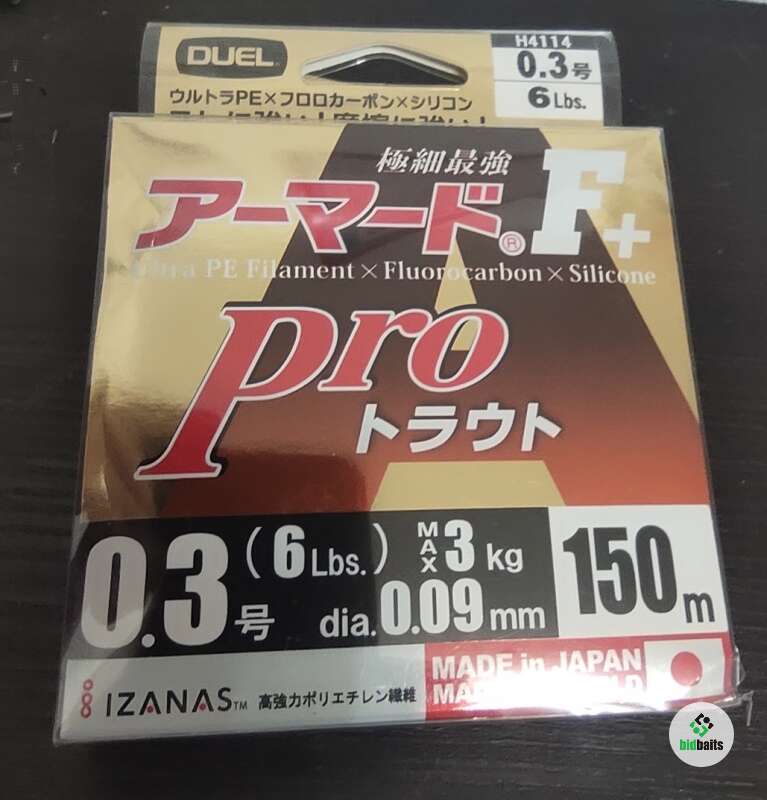 DUEL
H4114
0.3号
6 Lbs.
ウルトラPE×フロロカーボン×シリコン
極細最強
アーマード® F+
Ultra PE Filament × Fluorocarbon × Silicone
Pro
トラウト
0.3号 (6 Lbs.) MAX 3 kg
dia. 0.09 mm
150m
IZANAS™ 高強力ポリエチレン繊維
MADE in JAPAN
bidbaits